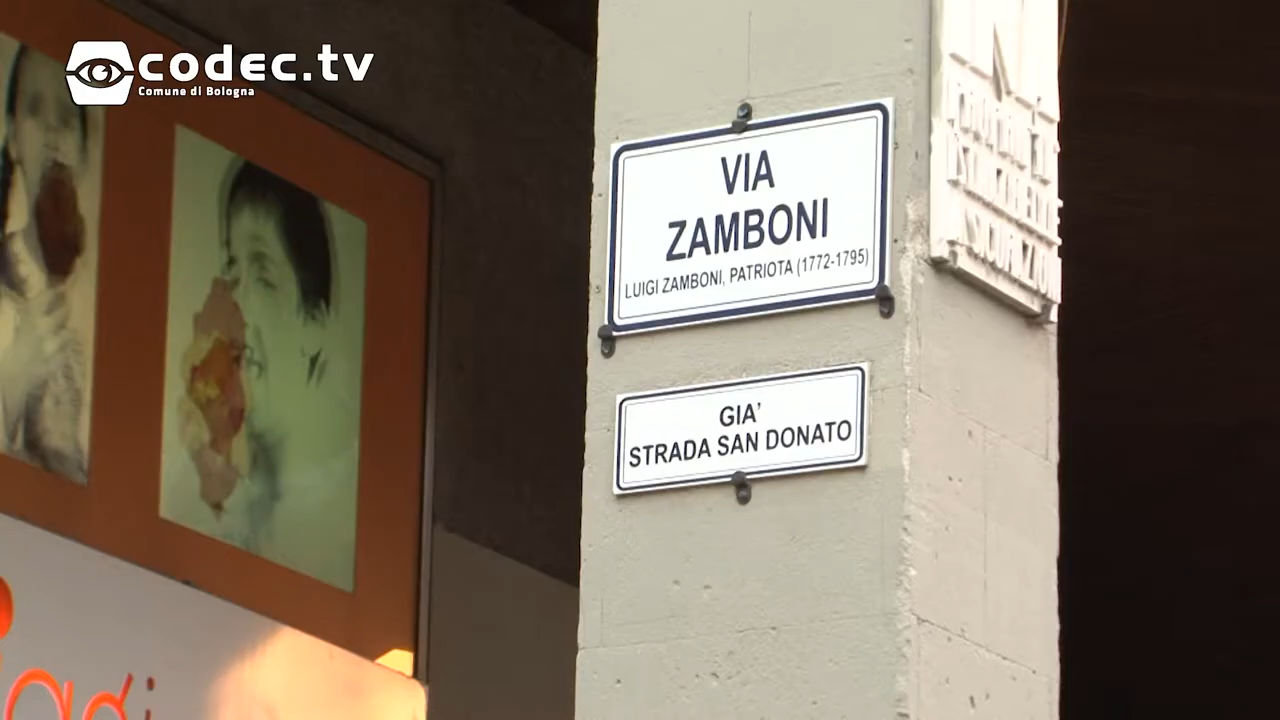 codec.tv
Comune di Bologna
VIA
ZAMBONI
LUIGI ZAMBONI, PATRIOTA (1772-1795)
GIA'
STRADA SAN DONATO